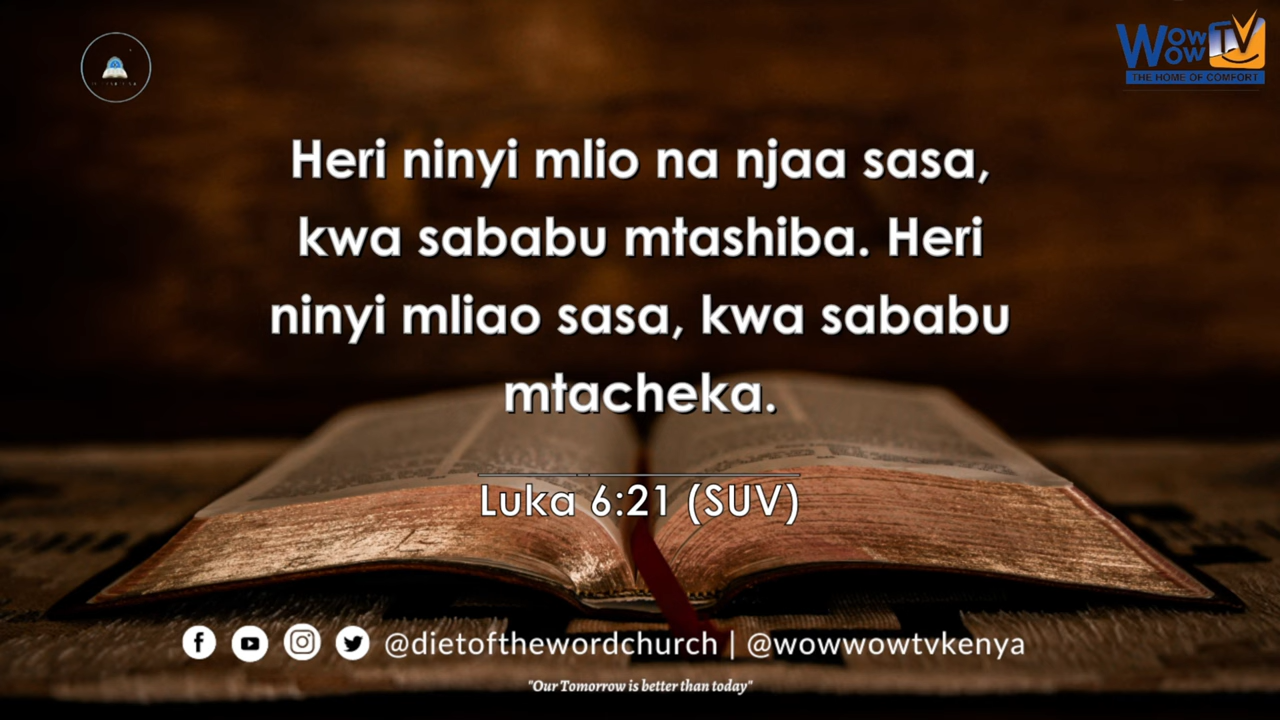 WOW WOW TV
THE HOME OF COMFORT
Heri ninyi mlio na njaa sasa,
kwa sababu mtashiba. Heri
ninyi mliao sasa, kwa sababu
mtacheka.
Luka 6:21 (SUV)
@dietofthewordchurch | @wowwowtvkenya
"Our Tomorrow is better than today"